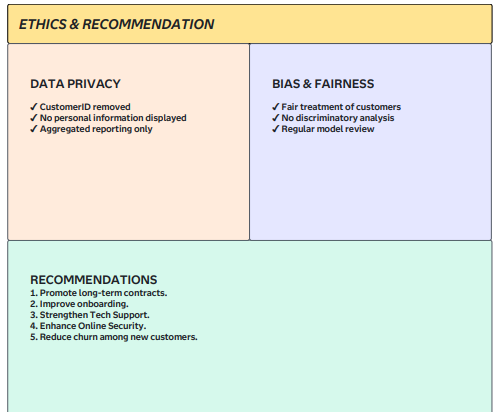 ETHICS & RECOMMENDATION
DATA PRIVACY
✓ CustomerID removed
✓ No personal information displayed
✓ Aggregated reporting only
BIAS & FAIRNESS
✓ Fair treatment of customers
✓ No discriminatory analysis
✓ Regular model review
RECOMMENDATIONS
1. Promote long-term contracts.
2. Improve onboarding.
3. Strengthen Tech Support.
4. Enhance Online Security.
5. Reduce churn among new customers.